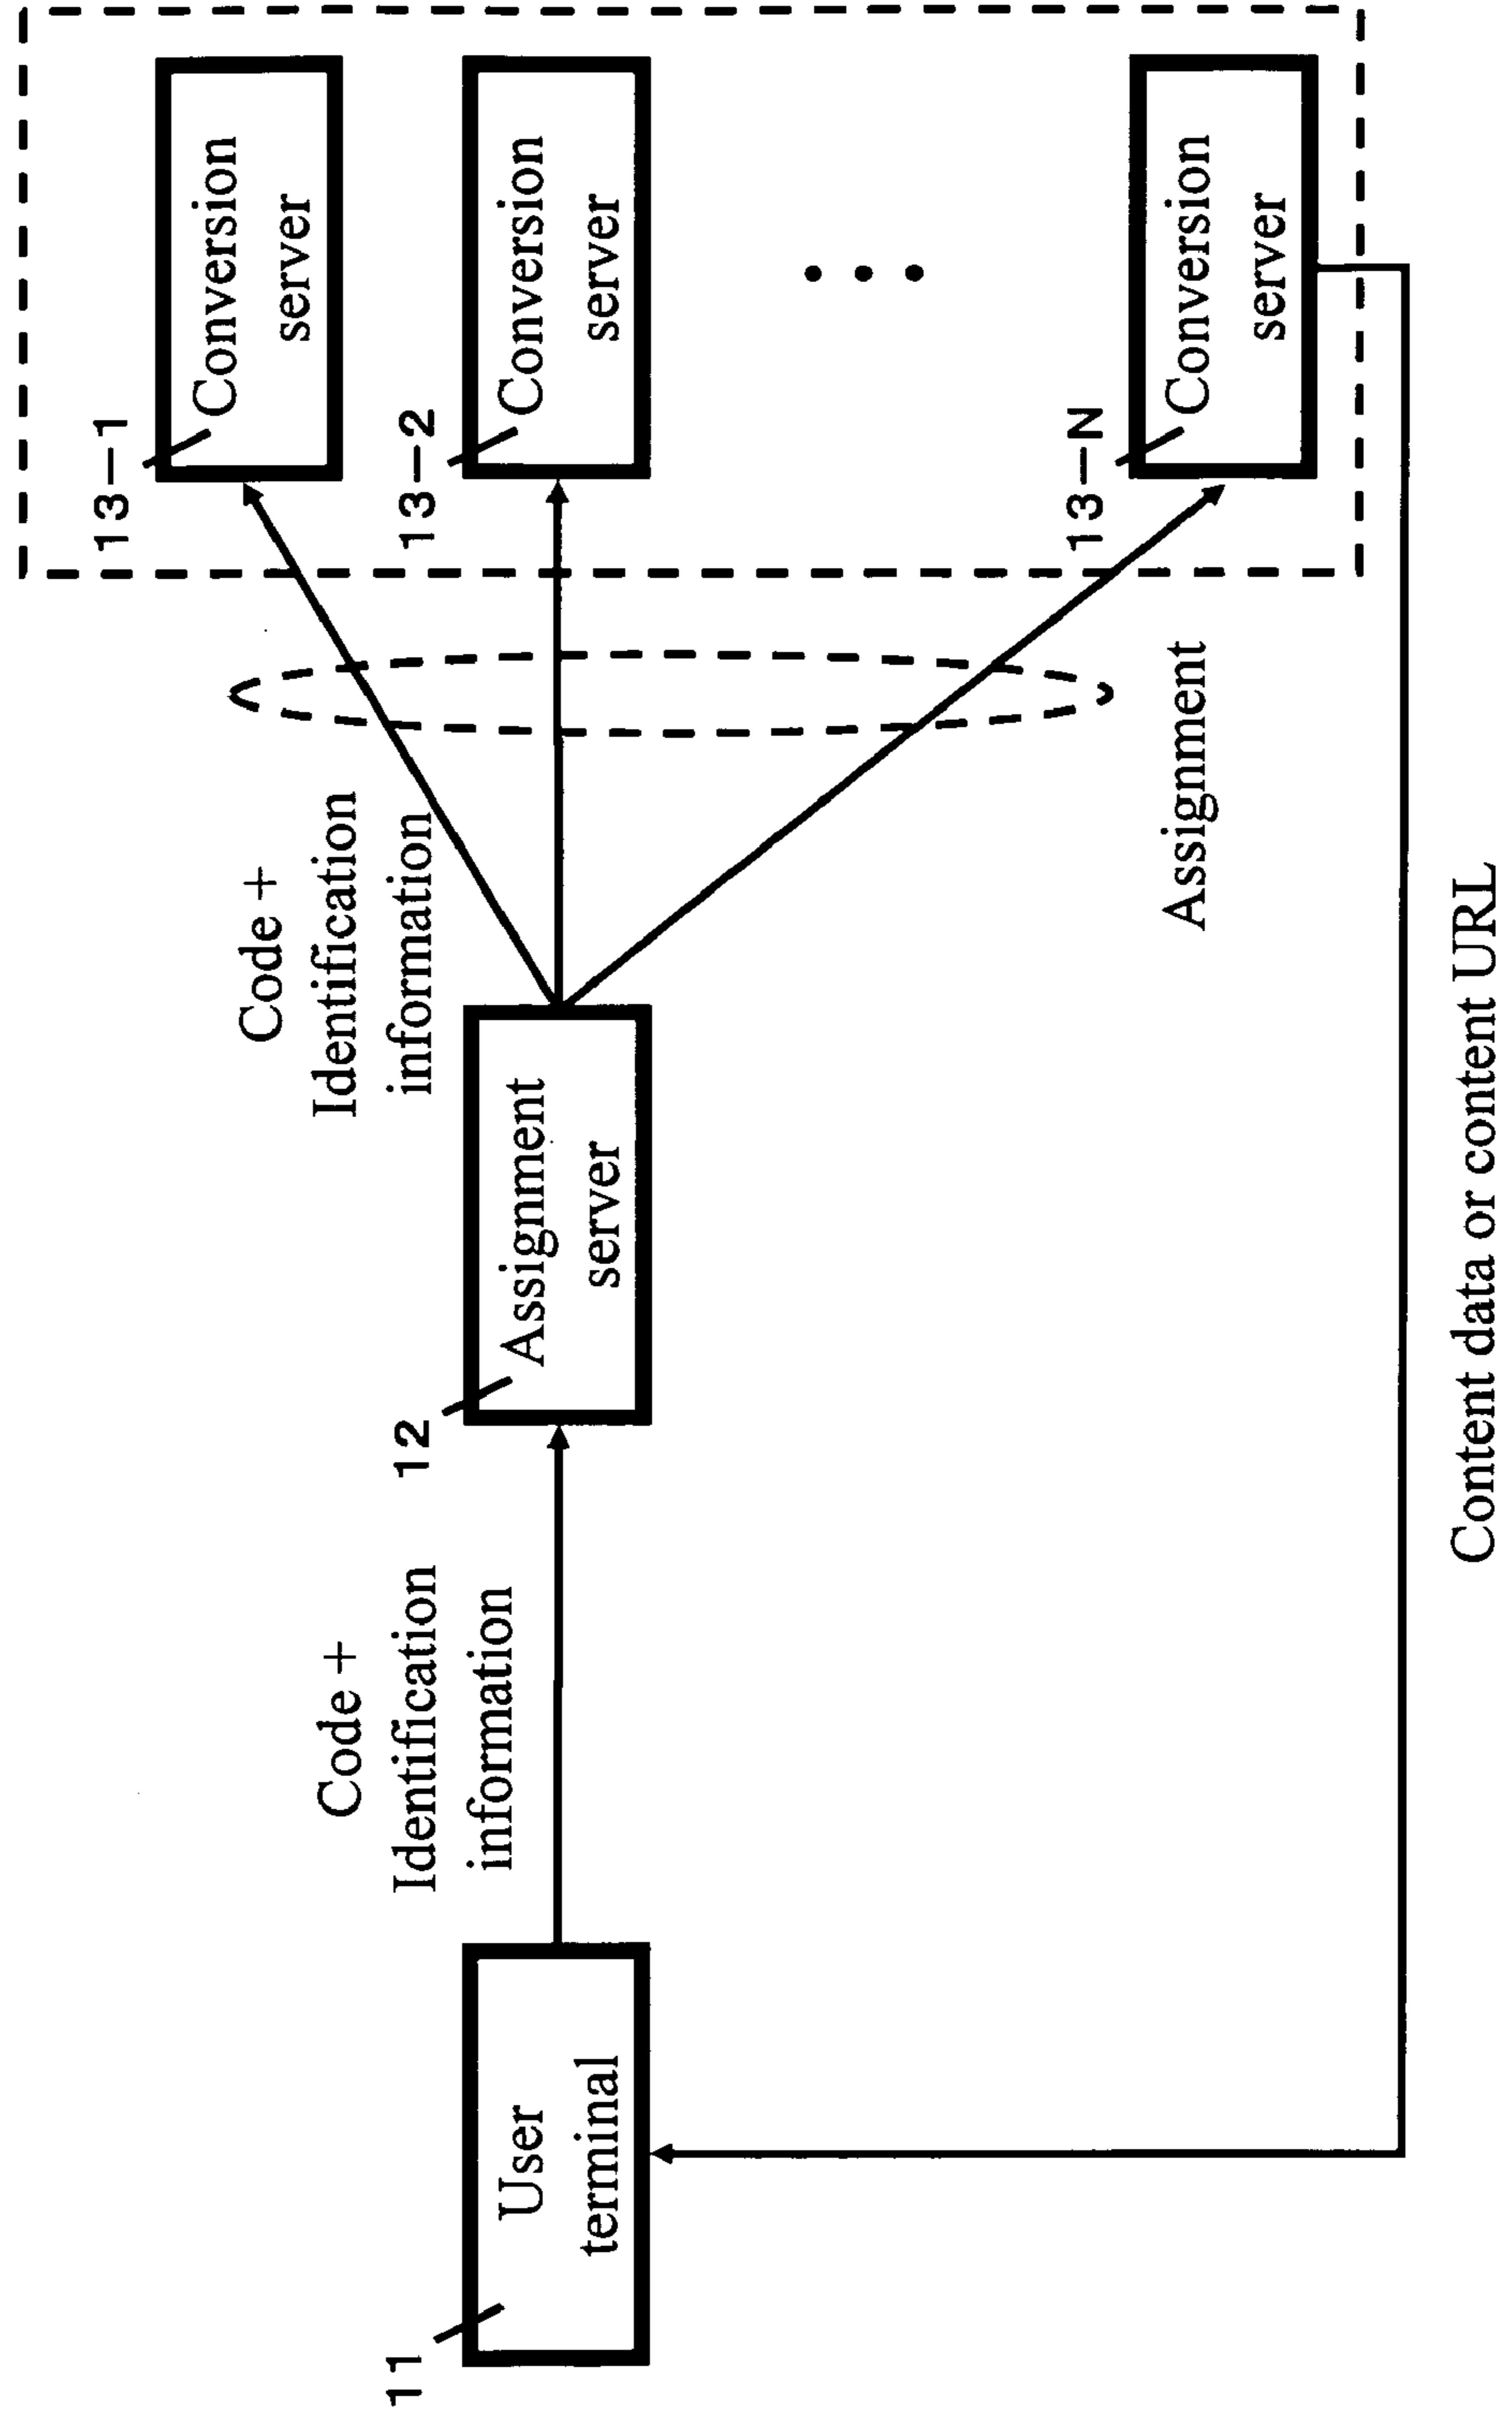 13-1
Conversion
server
13-2
Conversion
server
...
13-N
Conversion
server
Code +
Identification
information
Assignment
12
Assignment
server
Code +
Identification
information
11
User
terminal
Content data or content URL